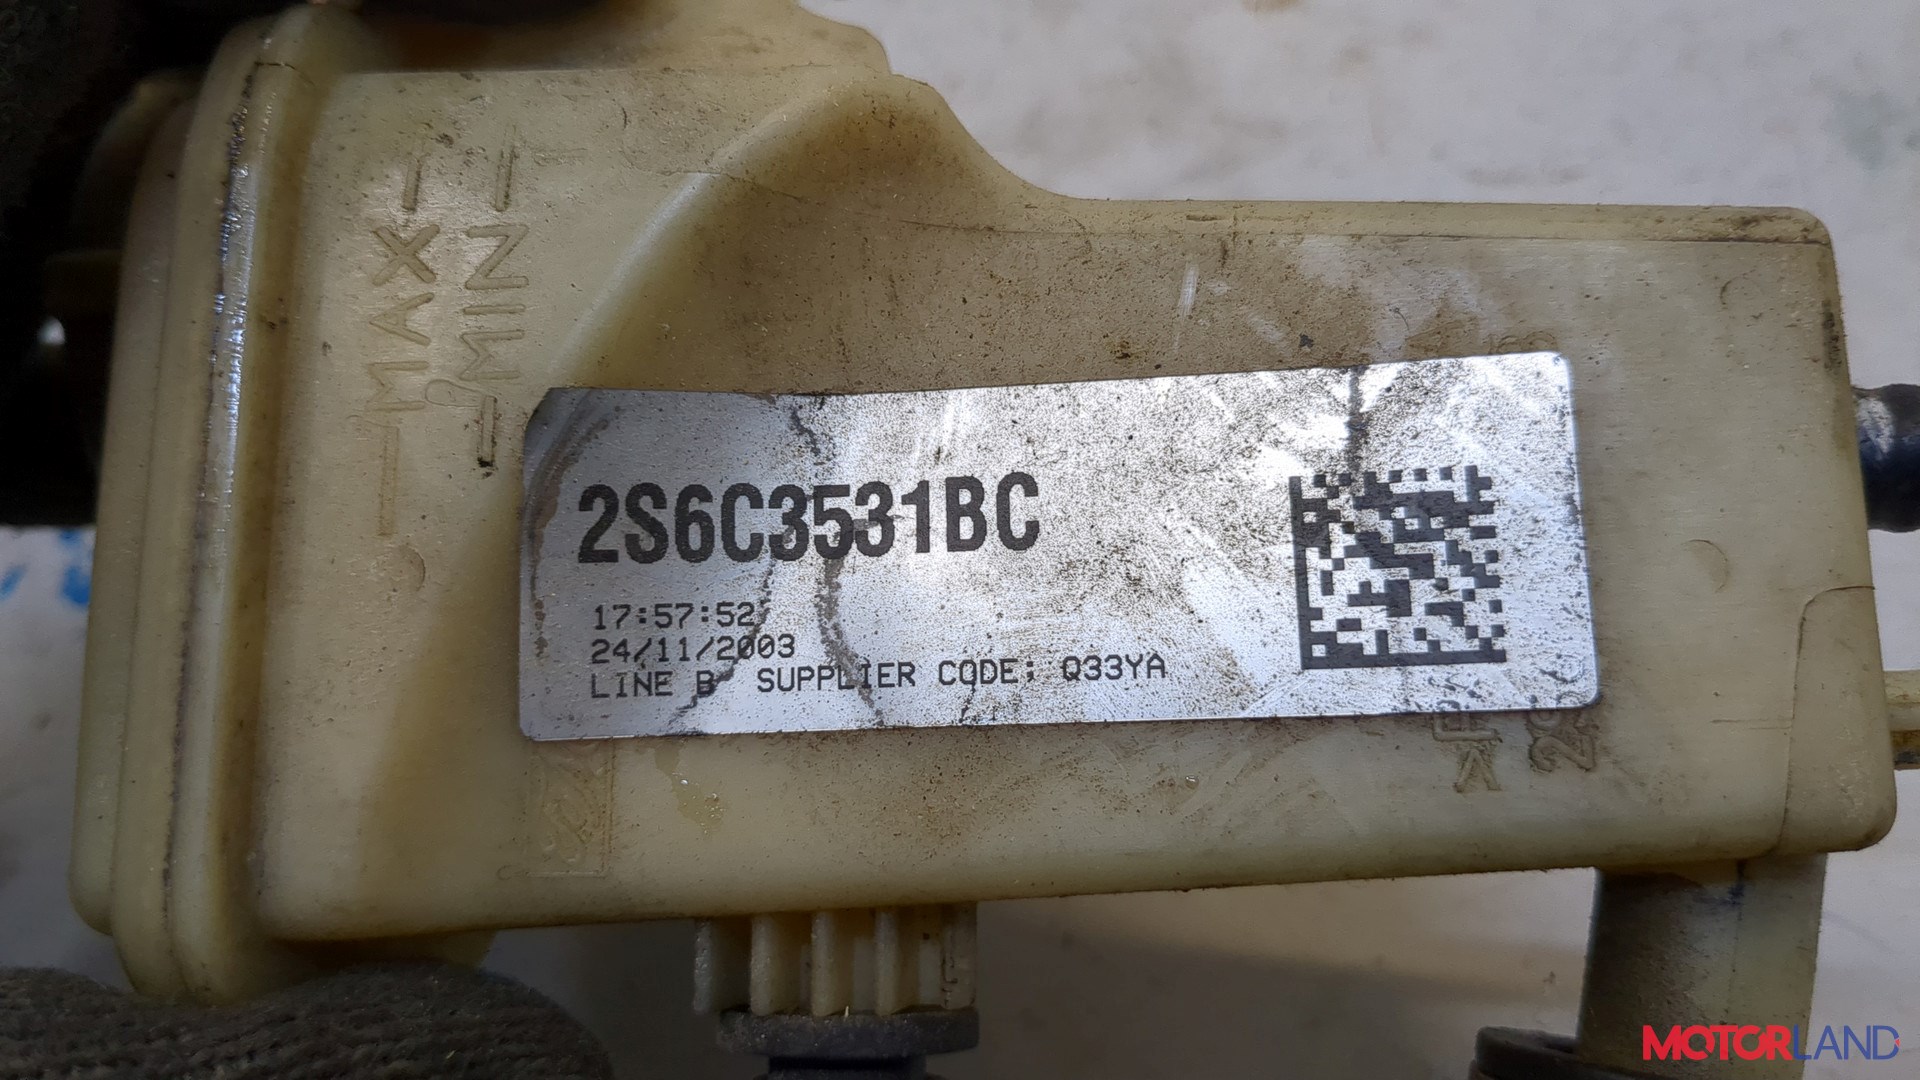 MAX
MIN
2S6C3531BC
17:57:52
24/11/2003
LINE B SUPPLIER CODE: Q33YA
MOTORLAND